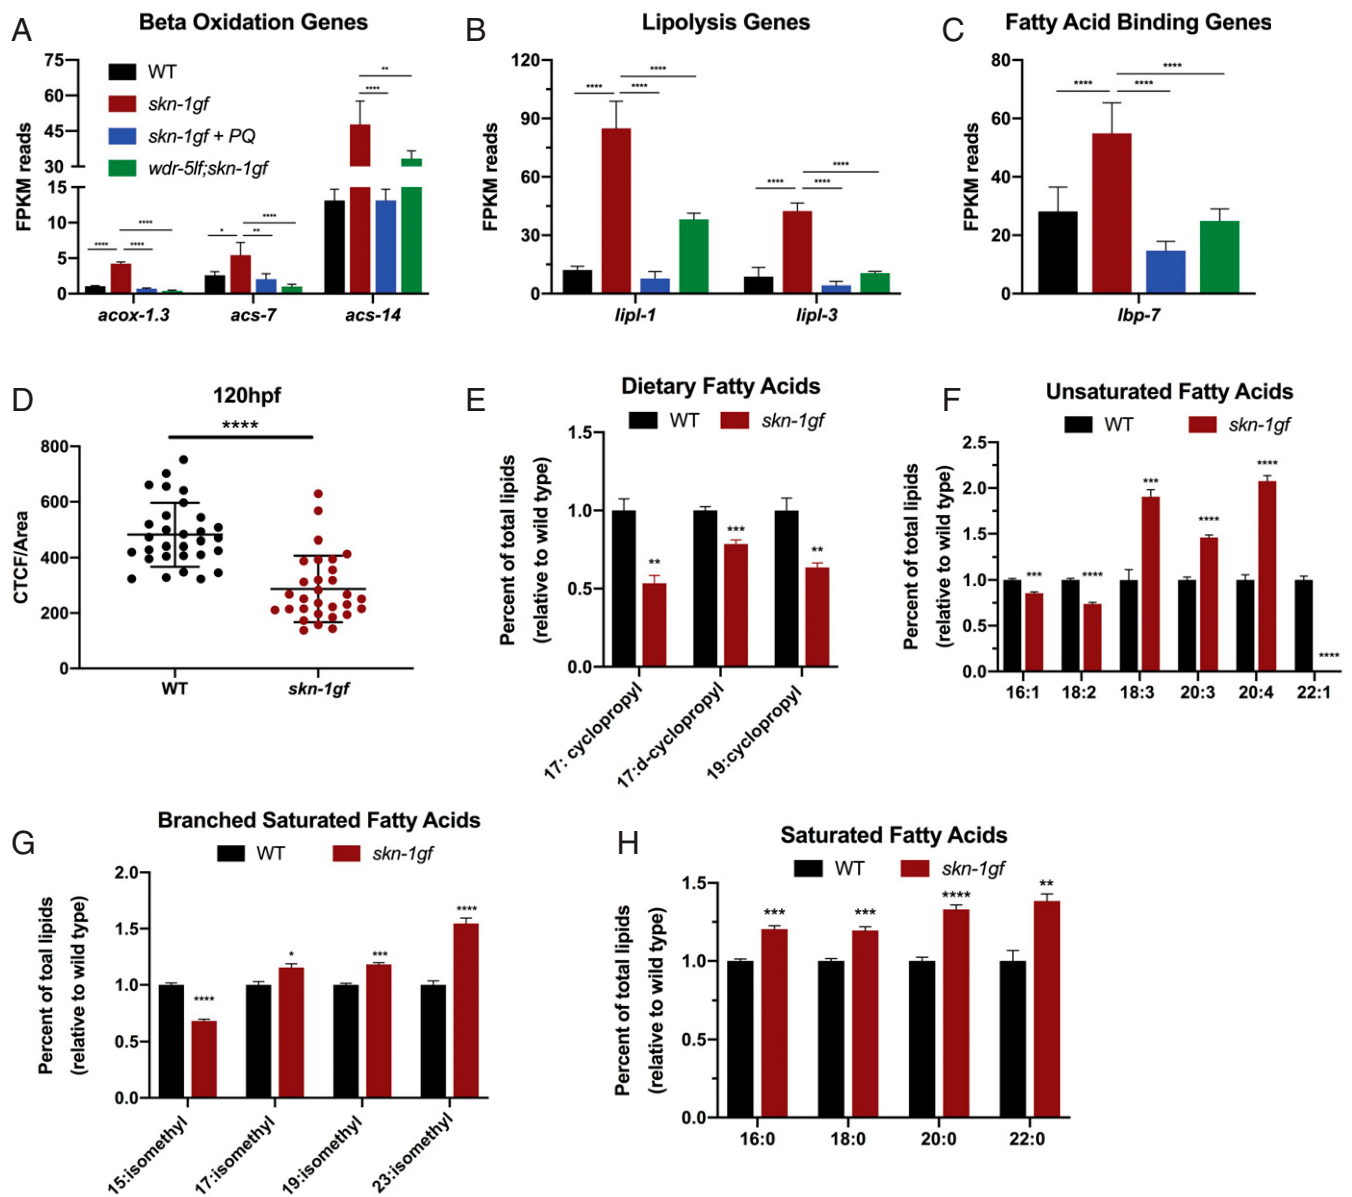 A
Beta Oxidation Genes
FPKM reads
75
60
45
30
15
10
5
0
WT
skn-1gf
skn-1gf + PQ
wdr-5lf;skn-1gf
**
****
****
****
****
****
*
**
acox-1.3
acs-7
acs-14
B
Lipolysis Genes
FPKM reads
120
90
60
30
0
****
****
****
****
****
****
lipl-1
lipl-3
C
Fatty Acid Binding Genes
FPKM reads
80
60
40
20
0
****
****
****
lbp-7
D
120hpf
****
CTCF/Area
800
600
400
200
0
WT
skn-1gf
E
Dietary Fatty Acids
WT
skn-1gf
Percent of total lipids
(relative to wild type)
1.5
1.0
0.5
0.0
**
***
**
17: cyclopropyl
17:d-cyclopropyl
19:cyclopropyl
F
Unsaturated Fatty Acids
WT
skn-1gf
Percent of total lipids
(relative to wild type)
2.5
2.0
1.5
1.0
0.5
0.0
***
****
***
****
****
****
16:1
18:2
18:3
20:3
20:4
22:1
G
Branched Saturated Fatty Acids
WT
skn-1gf
Percent of toal lipids
(relative to wild type)
2.0
1.5
1.0
0.5
0.0
****
*
***
****
15:isomethyl
17:isomethyl
19:isomethyl
23:isomethyl
H
Saturated Fatty Acids
WT
skn-1gf
Percent of total lipids
(relative to wild type)
1.5
1.0
0.5
0.0
***
***
****
**
16:0
18:0
20:0
22:0